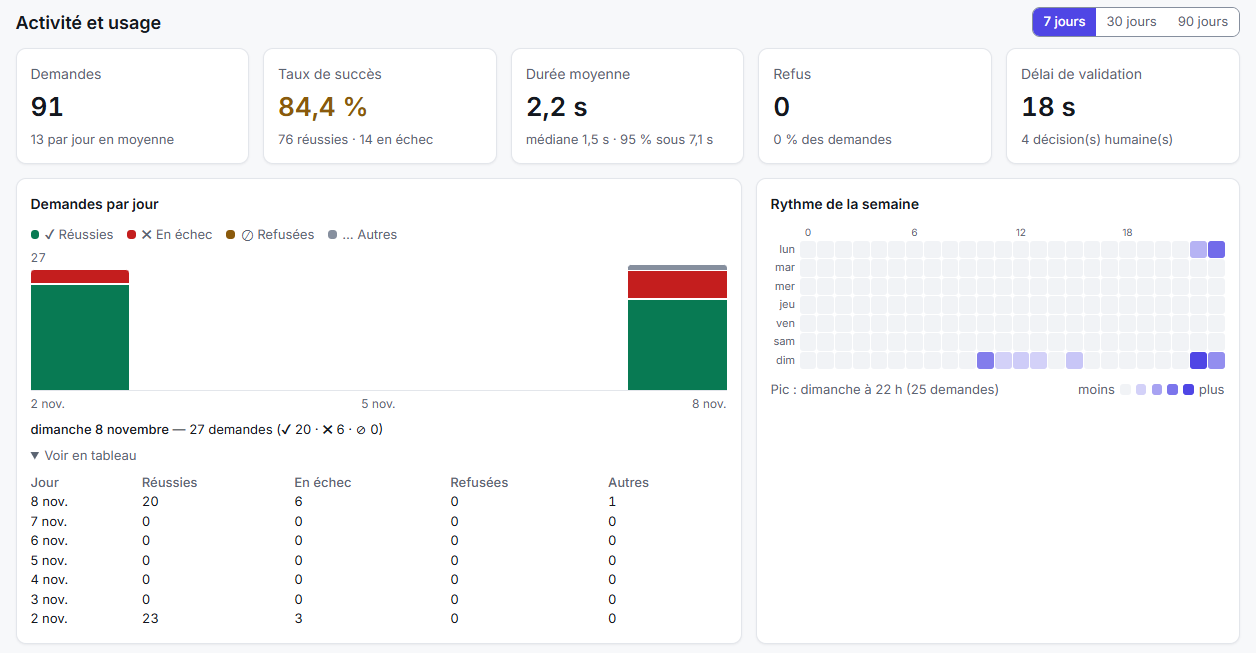 Activité et usage
7 jours 30 jours 90 jours
Demandes
91
13 par jour en moyenne
Taux de succès
84,4 %
76 réussies · 14 en échec
Durée moyenne
2,2 s
médiane 1,5 s · 95 % sous 7,1 s
Refus
0
0 % des demandes
Délai de validation
18 s
4 décision(s) humaine(s)
Demandes par jour
✓ Réussies ✕ En échec ⊘ Refusées … Autres
27
2 nov. 5 nov. 8 nov.
dimanche 8 novembre — 27 demandes (✓ 20 · ✕ 6 · ⊘ 0)
▼ Voir en tableau
Jour Réussies En échec Refusées Autres
8 nov. 20 6 0 1
7 nov. 0 0 0 0
6 nov. 0 0 0 0
5 nov. 0 0 0 0
4 nov. 0 0 0 0
3 nov. 0 0 0 0
2 nov. 23 3 0 0
Rythme de la semaine
0 6 12 18
lun
mar
mer
jeu
ven
sam
dim
Pic : dimanche à 22 h (25 demandes)
moins plus